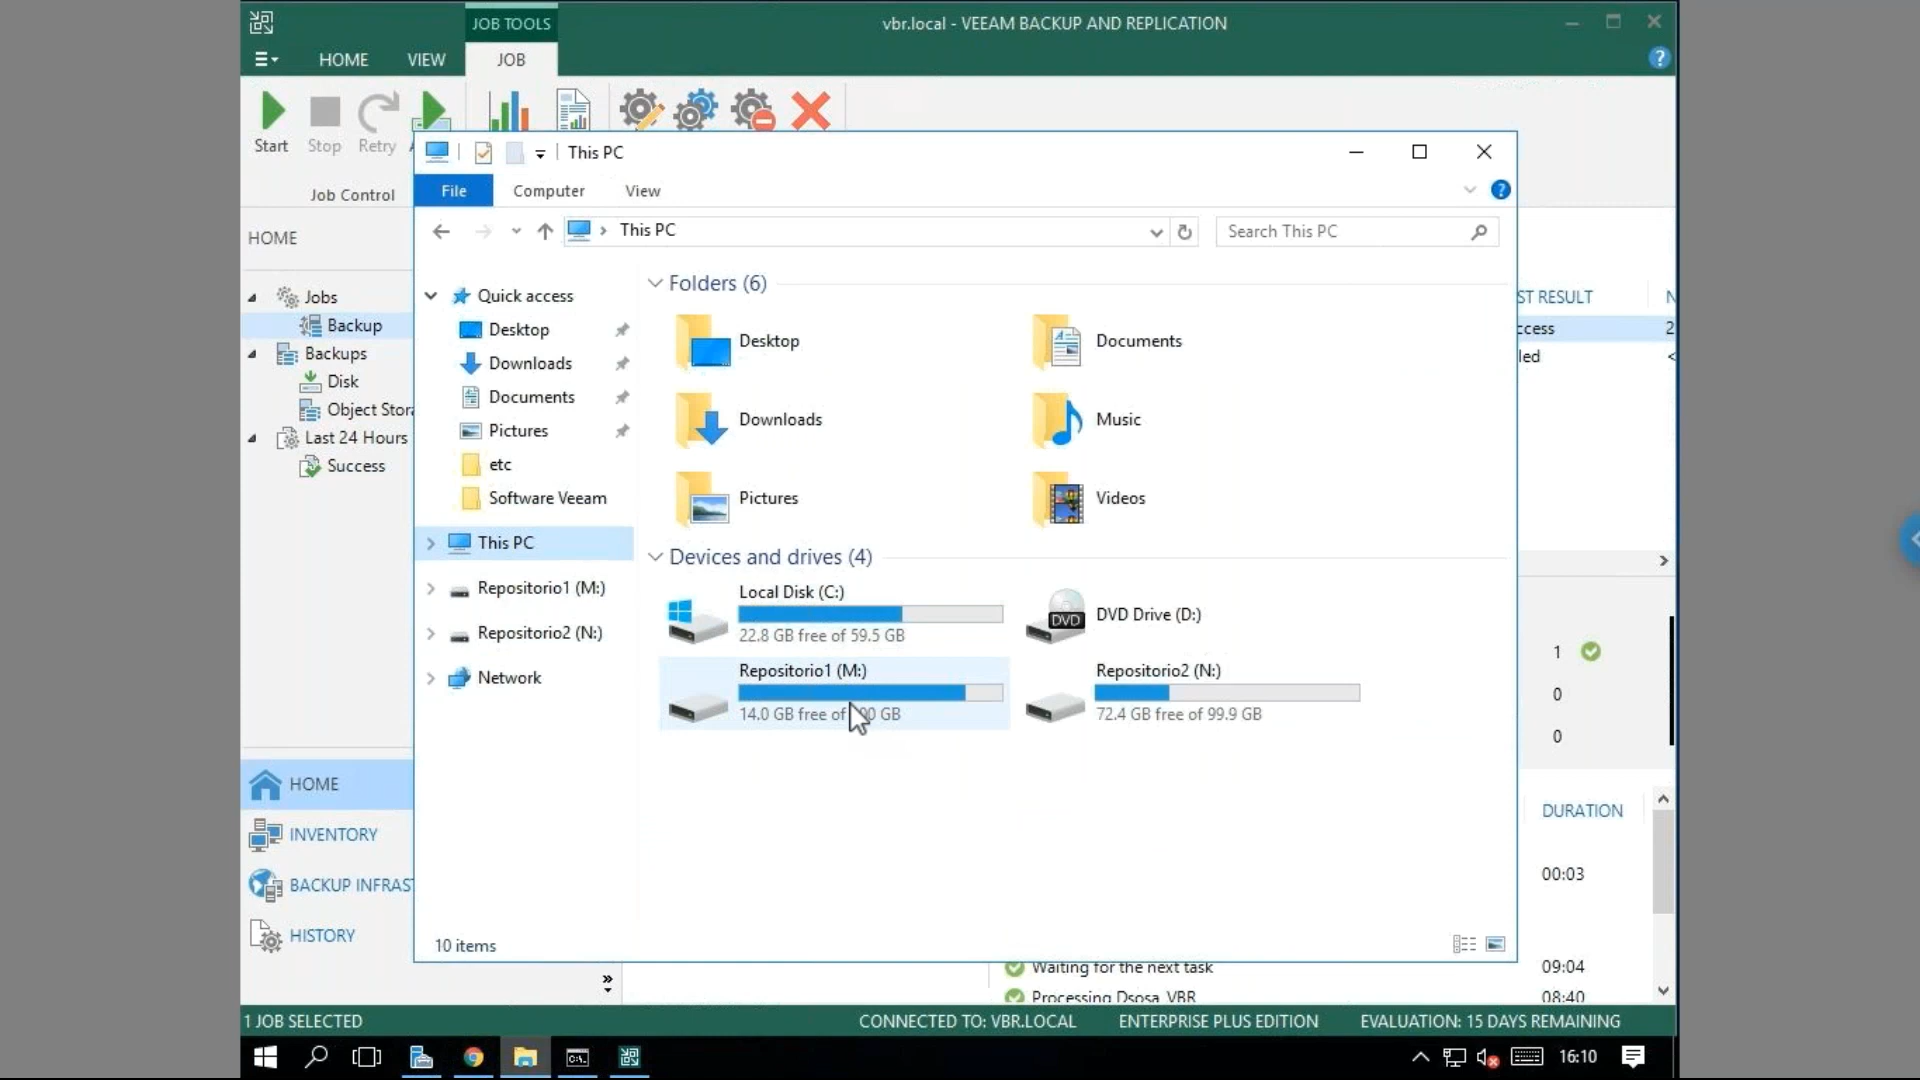 JOB TOOLS
vbr.local - VEEAM BACKUP AND REPLICATION
HOME
VIEW
JOB
Start
Stop
Retry
Job Control
This PC
File
Computer
View
This PC
Search This PC
HOME
Jobs
Backup
Backups
Disk
Object Stora
Last 24 Hours
Success
Quick access
Desktop
Downloads
Documents
Pictures
etc
Software Veeam
This PC
Repositorio1 (M:)
Repositorio2 (N:)
Network
Folders (6)
Desktop
Documents
Downloads
Music
Pictures
Videos
Devices and drives (4)
Local Disk (C:)
22.8 GB free of 59.5 GB
DVD
DVD Drive (D:)
Repositorio1 (M:)
14.0 GB free of 00 GB
Repositorio2 (N:)
72.4 GB free of 99.9 GB
10 items
ST RESULT
N
ccess
2
led
<
1
0
0
DURATION
00:03
Waiting for the next task
09:04
Processing Dsosa_VBR
08:40
HOME
INVENTORY
BACKUP INFRAST
HISTORY
1 JOB SELECTED
CONNECTED TO: VBR.LOCAL
ENTERPRISE PLUS EDITION
EVALUATION: 15 DAYS REMAINING
16:10